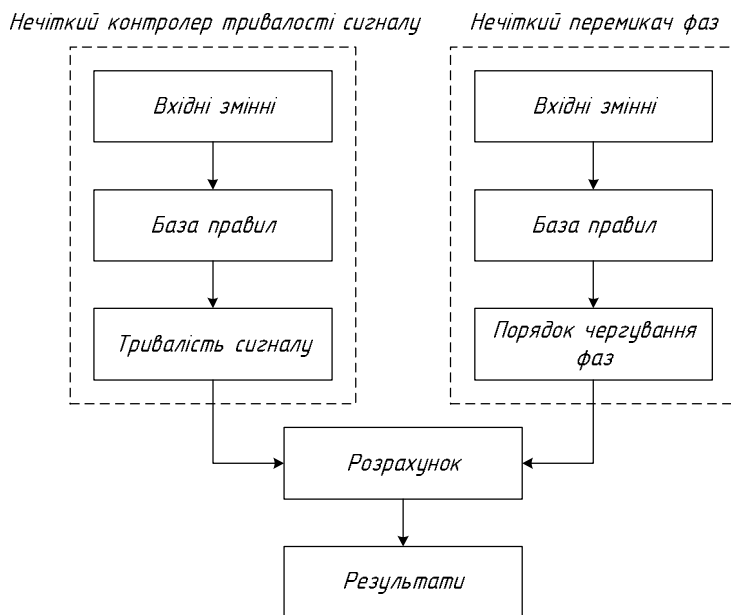 Нечіткий контролер тривалості сигналу
Вхідні змінні
База правил
Тривалість сигналу
Нечіткий перемикач фаз
Вхідні змінні
База правил
Порядок чергування
фаз
Розрахунок
Результати